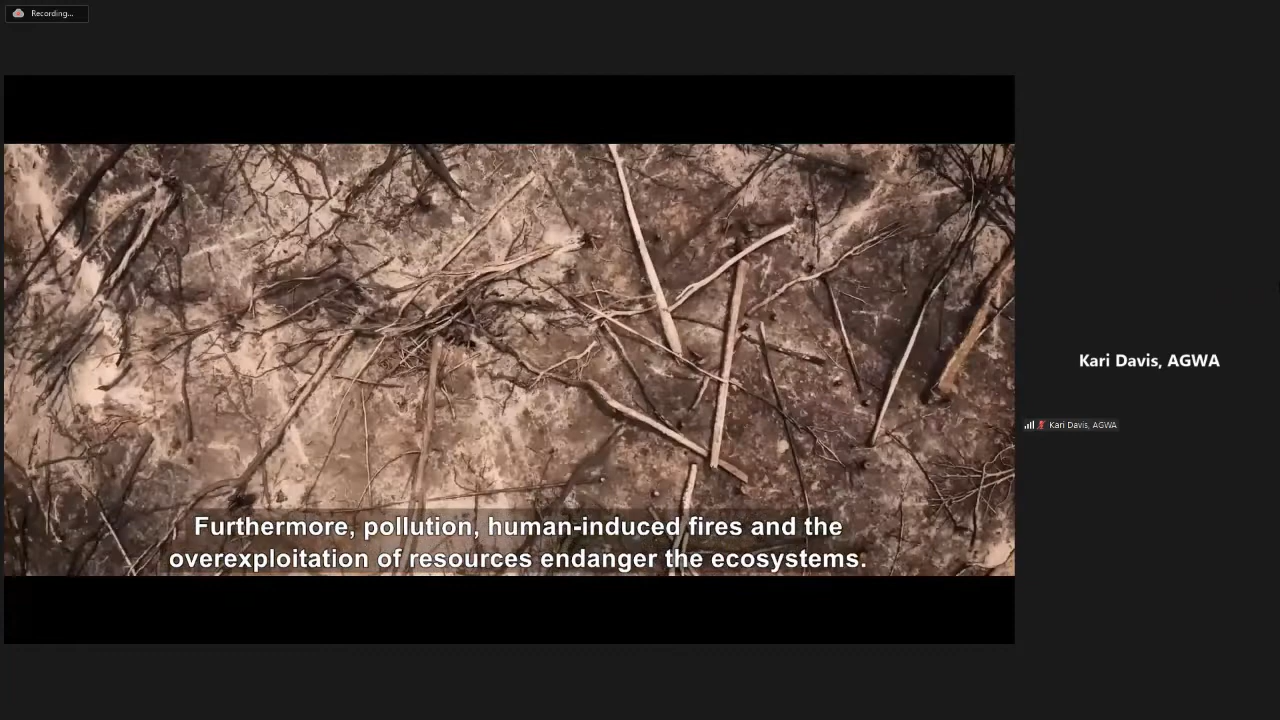 Recording...
Furthermore, pollution, human-induced fires and the
overexploitation of resources endanger the ecosystems.
Kari Davis, AGWA
Kari Davis, AGWA